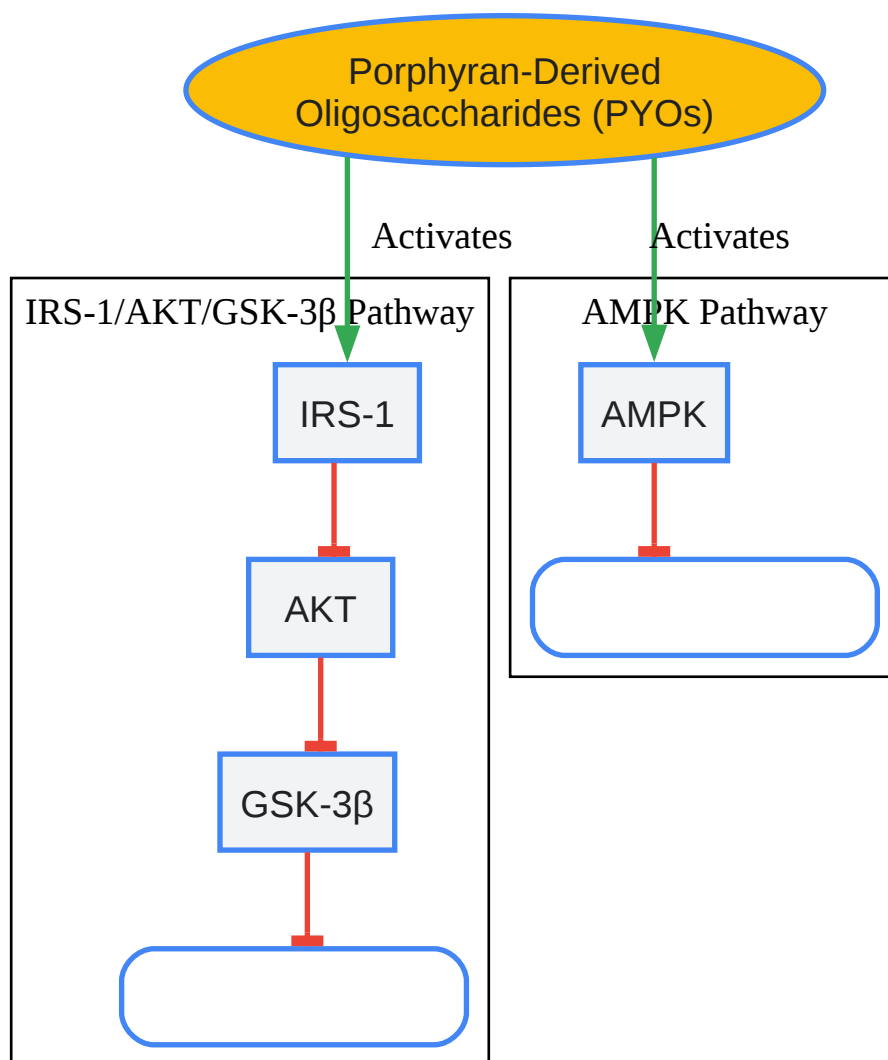 Porphyran-Derived
Oligosaccharides (PYOs)
Activates
Activates
IRS-1/AKT/GSK-3β Pathway
AMPK Pathway
IRS-1
AMPK
AKT
GSK-3β